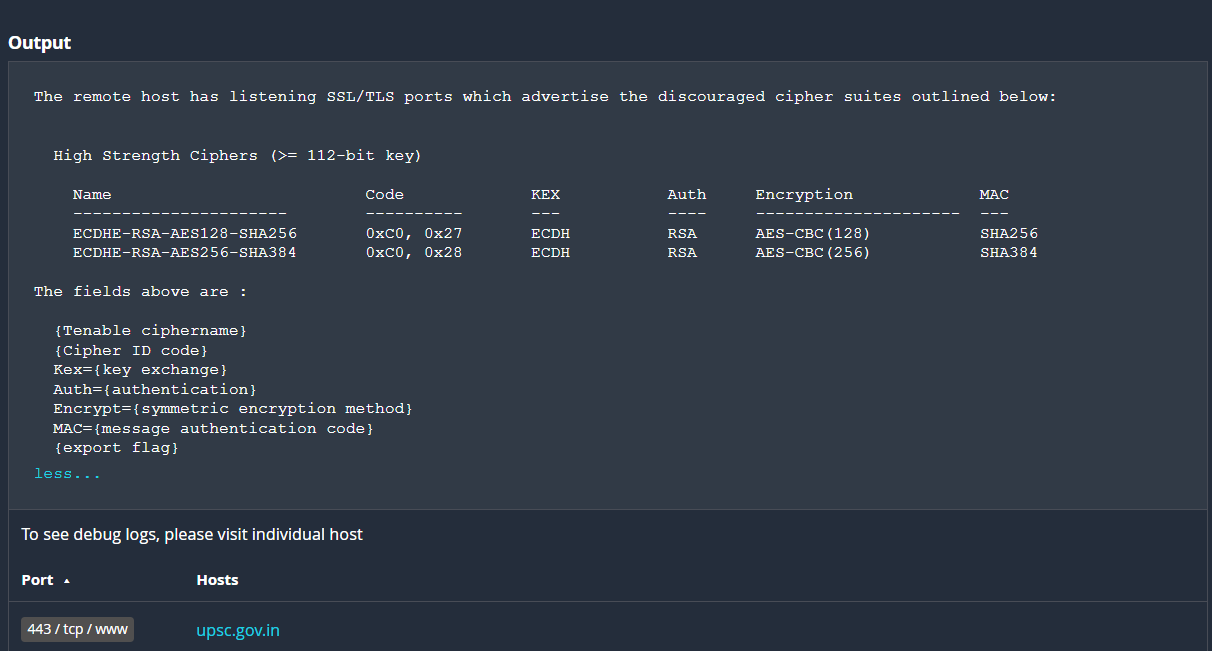 Output
The remote host has listening SSL/TLS ports which advertise the discouraged cipher suites outlined below:
High Strength Ciphers (>= 112-bit key)
Name Code KEX Auth Encryption MAC
---------------------- ---------- --- ---- --------------------- ---
ECDHE-RSA-AES128-SHA256 0xC0, 0x27 ECDH RSA AES-CBC(128) SHA256
ECDHE-RSA-AES256-SHA384 0xC0, 0x28 ECDH RSA AES-CBC(256) SHA384
The fields above are :
{Tenable ciphername}
{Cipher ID code}
Kex={key exchange}
Auth={authentication}
Encrypt={symmetric encryption method}
MAC={message authentication code}
{export flag}
less...
To see debug logs, please visit individual host
Port ▲ Hosts
443 / tcp / www upsc.gov.in